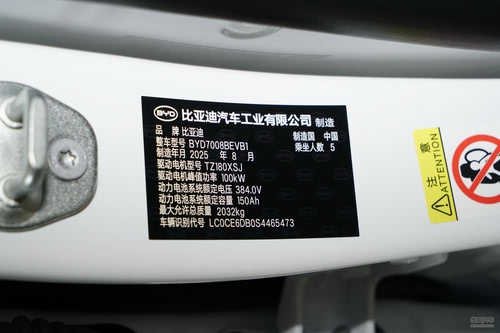 BYD 比亚迪汽车工业有限公司 制造
品 牌 比亚迪 制造国 中国
整车型号 BYD7008BEVB1 乘坐人数 5
制造年月 2025 年 8 月
驱动电机型号 TZ180XSJ
驱动电机峰值功率 100kW
动力电池系统额定电压 384.0V
动力电池系统额定容量 150Ah
最大允许总质量 2032kg
车辆识别代号 LC0CE6DB0S4465473
注意
ATTENTION